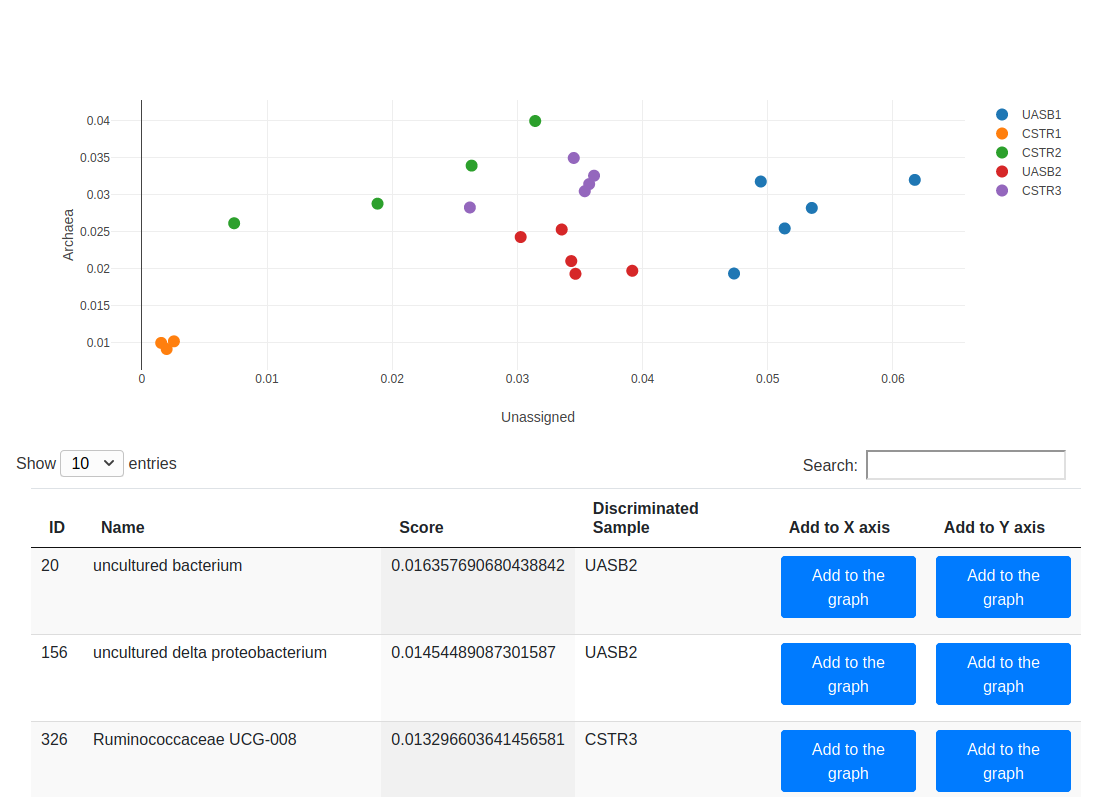 0.04
0.035
0.03
0.025
0.02
0.015
0.01
Archaea
0 0.01 0.02 0.03 0.04 0.05 0.06
Unassigned
UASB1
CSTR1
CSTR2
UASB2
CSTR3
Show 10 entries
Search:
ID Name Score Discriminated Sample Add to X axis Add to Y axis
20 uncultured bacterium 0.016357690680438842 UASB2 Add to the graph Add to the graph
156 uncultured delta proteobacterium 0.01454489087301587 UASB2 Add to the graph Add to the graph
326 Ruminococcaceae UCG-008 0.013296603641456581 CSTR3 Add to the graph Add to the graph